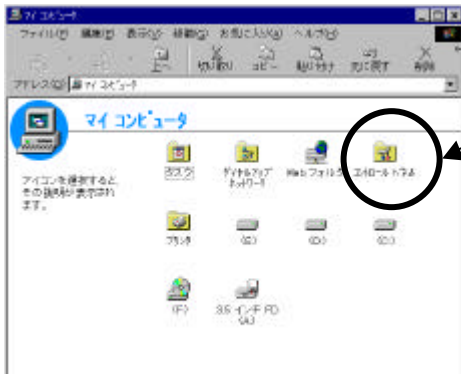 マイ コンピュータ
ファイル(F) 編集(E) 表示(V) 移動(G) お気に入り(A) ヘルプ(H)
上へ 切り取り コピー 貼り付け 元に戻す 削除
アドレス(D) マイ コンピュータ
マイ コンピュータ
タスク ダイヤルアップ ネットワーク Web フォルダ コントロール パネル
アイコンを選択すると、
その説明が表示され
ます。
プリンタ (E:) (D:) (C:)
(F:) 3.5 インチ FD (A:)